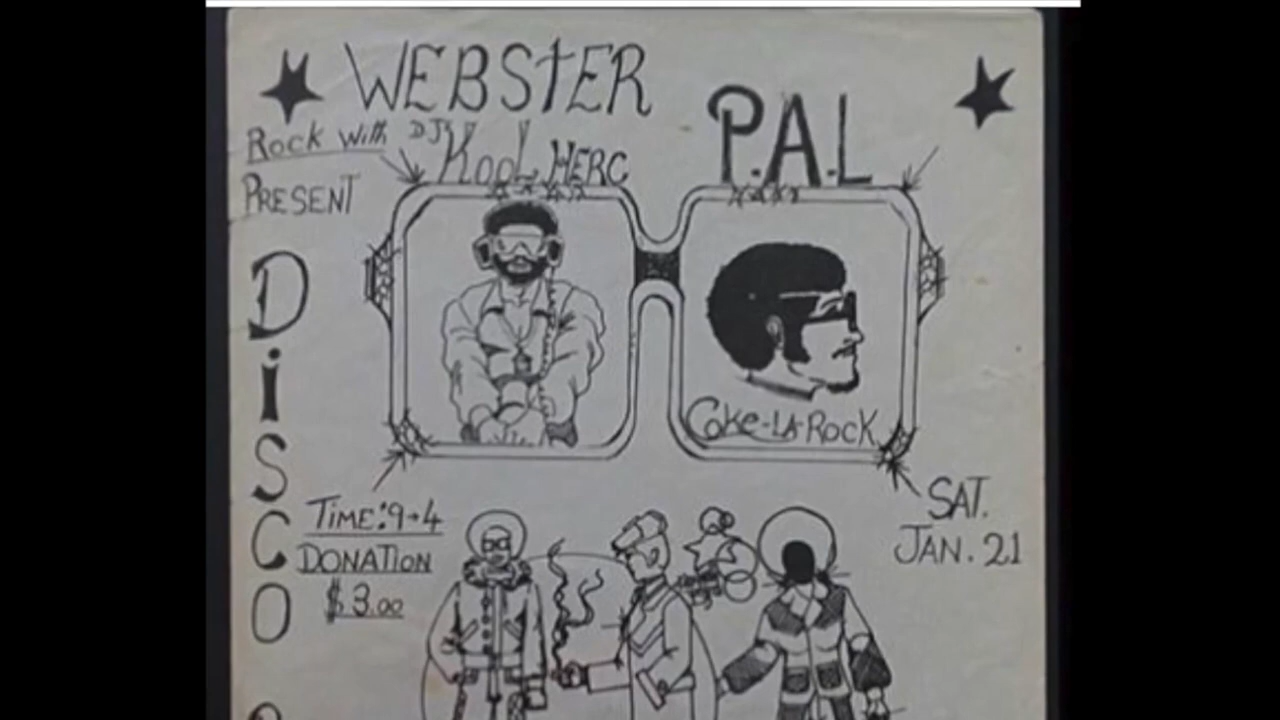 WEBSTER
P.A.L
Rock With DJ Kool HERC
PRESENT
DiSCO
Coke-LA-RocK
TiME:9-4
DONATION
$3.00
SAT.
JAN. 21